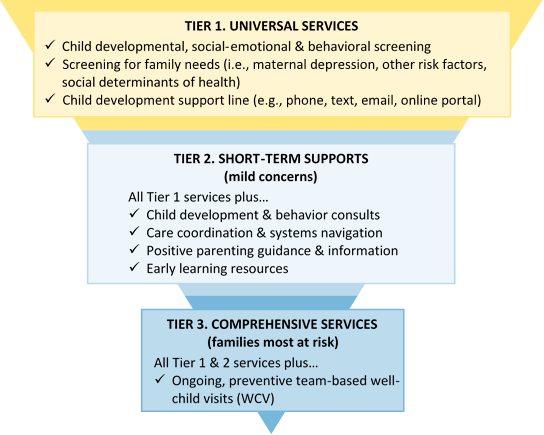 TIER 1. UNIVERSAL SERVICES
✓ Child developmental, social-emotional & behavioral screening
✓ Screening for family needs (i.e., maternal depression, other risk factors,
social determinants of health)
✓ Child development support line (e.g., phone, text, email, online portal)
TIER 2. SHORT-TERM SUPPORTS
(mild concerns)
All Tier 1 services plus…
✓ Child development & behavior consults
✓ Care coordination & systems navigation
✓ Positive parenting guidance & information
✓ Early learning resources
TIER 3. COMPREHENSIVE SERVICES
(families most at risk)
All Tier 1 & 2 services plus…
✓ Ongoing, preventive team-based well-
child visits (WCV)